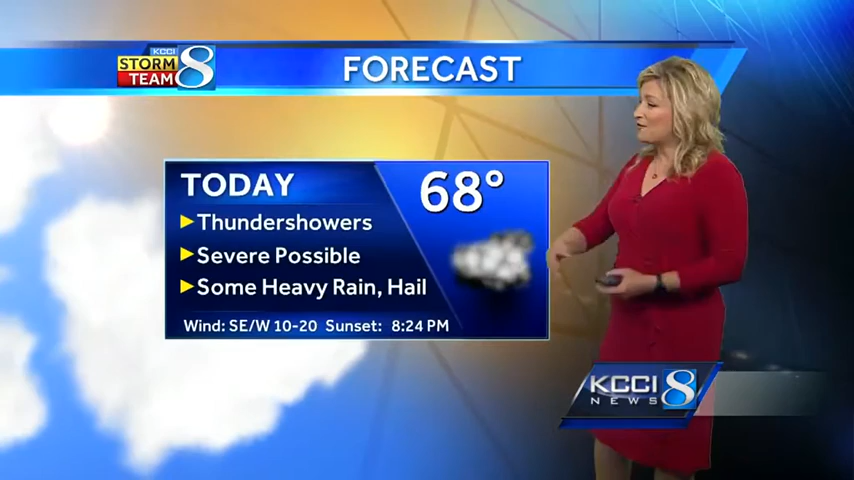 KCCI
STORM
TEAM 8
FORECAST
TODAY
68°
Thundershowers
Severe Possible
Some Heavy Rain, Hail
Wind: SE/W 10-20 Sunset: 8:24 PM
KCCI 8
NEWS